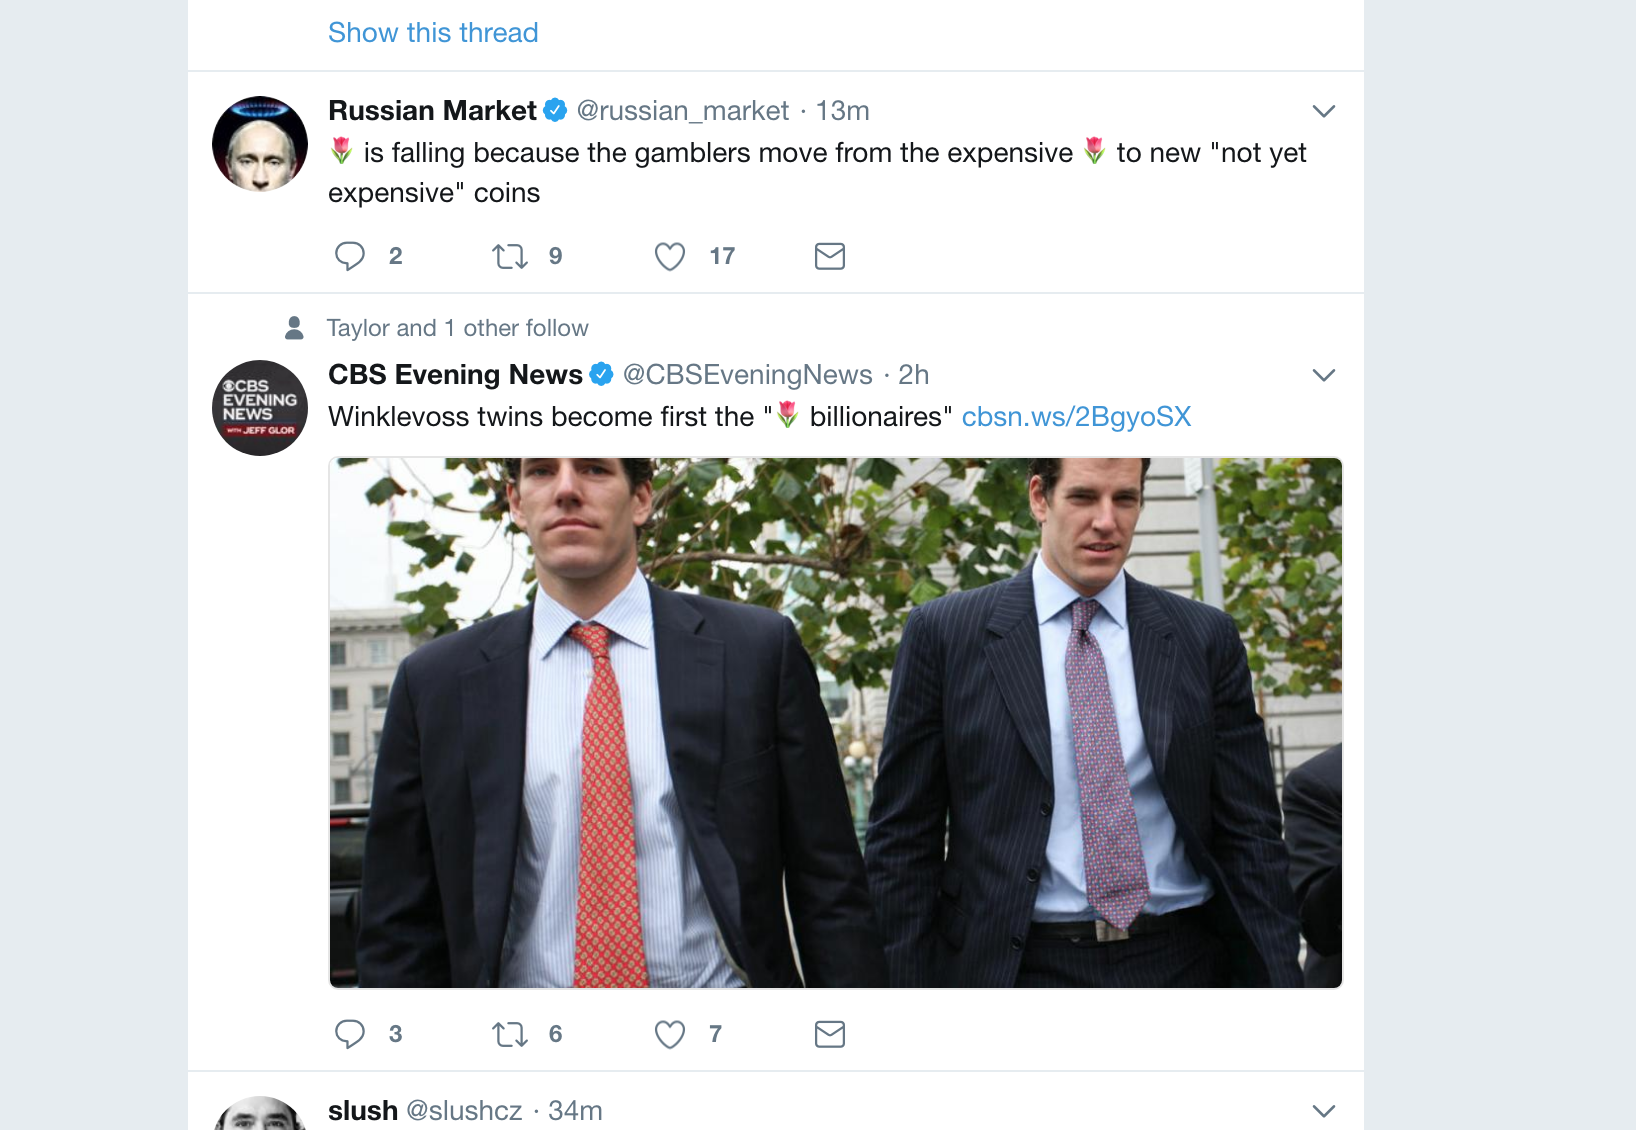 Show this thread
Russian Market @russian_market · 13m
🌷 is falling because the gamblers move from the expensive 🌷 to new "not yet
expensive" coins
2 9 17
Taylor and 1 other follow
CBS Evening News @CBSEveningNews · 2h
CBS
EVENING
NEWS
WITH JEFF GLOR
Winklevoss twins become first the "🌷 billionaires" cbsn.ws/2BgyoSX
3 6 7
slush @slushcz · 34m